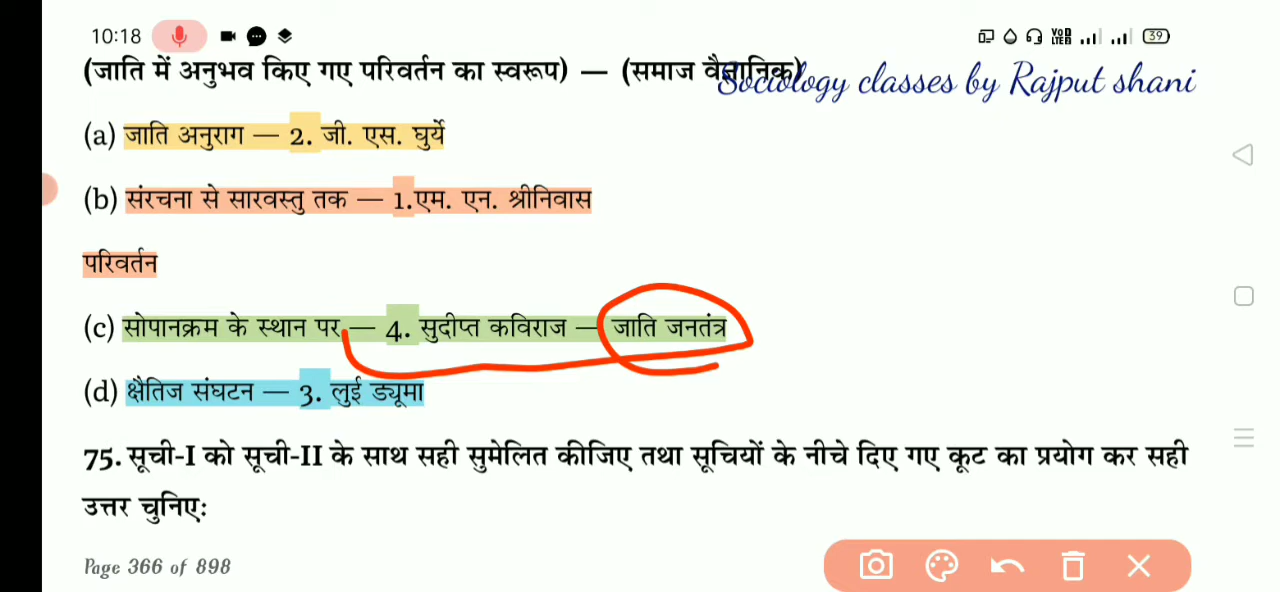 10:18 39
(जाति में अनुभव किए गए परिवर्तन का स्वरूप) — (समाज वैज्ञानिक)
Sociology classes by Rajput shani
(a) जाति अनुराग — 2. जी. एस. घुर्ये
(b) संरचना से सारवस्तु तक — 1.एम. एन. श्रीनिवास
परिवर्तन
(c) सोपानक्रम के स्थान पर — 4. सुदीप्त कविराज — जाति जनतंत्र
(d) क्षैतिज संघटन — 3. लुई ड्यूमा
75. सूची-I को सूची-II के साथ सही सुमेलित कीजिए तथा सूचियों के नीचे दिए गए कूट का प्रयोग कर सही
उत्तर चुनिए:
Page 366 of 898